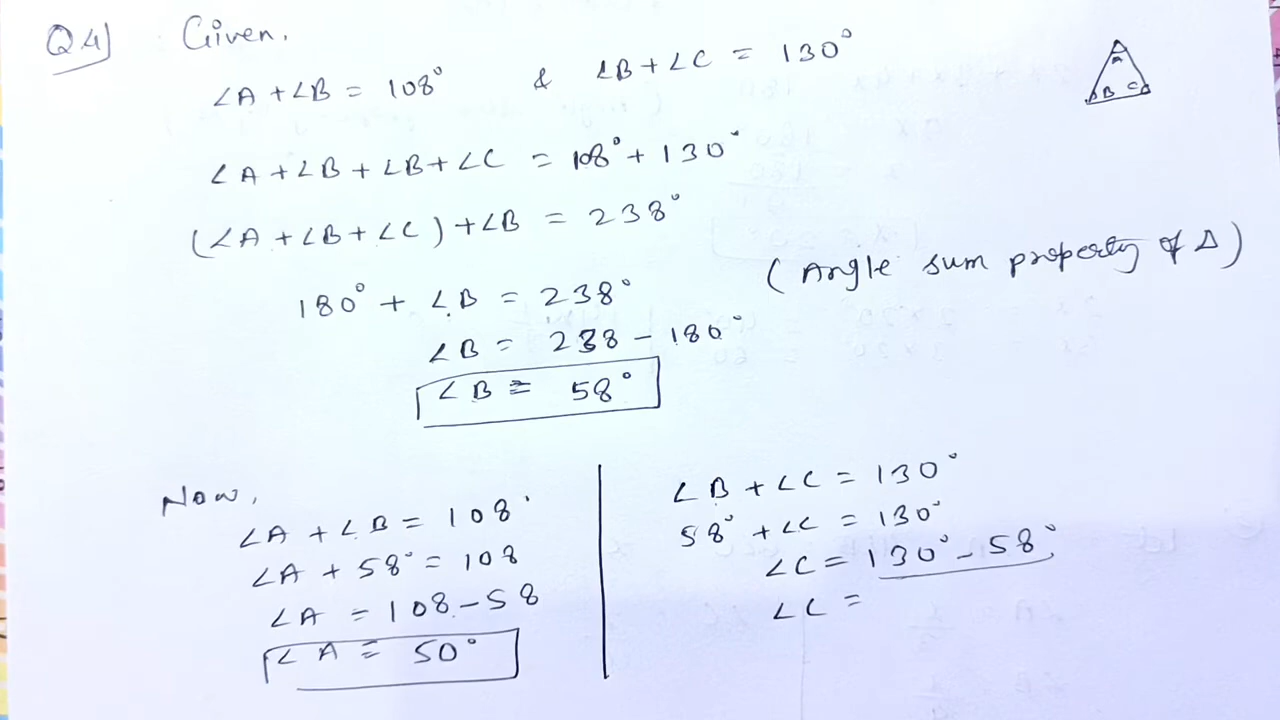 Q4) Given.
∠A + ∠B = 108° & ∠B + ∠C = 130°
A
B C
∠A + ∠B + ∠B + ∠C = 108° + 130°
(∠A + ∠B + ∠C) + ∠B = 238°
180° + ∠B = 238° (Angle sum property of Δ)
∠B = 238 - 180°
∠B = 58°
Now,
∠A + ∠B = 108°
∠A + 58° = 108
∠A = 108 - 58
∠A = 50°
∠B + ∠C = 130°
58° + ∠C = 130°
∠C = 130° - 58°
∠C =